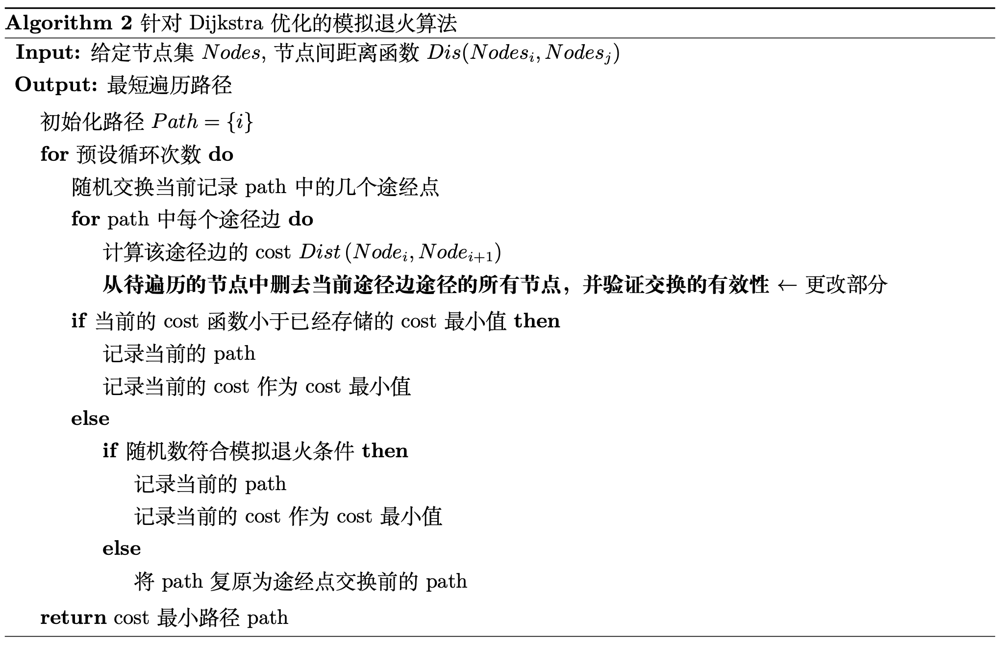 Algorithm 2 针对 Dijkstra 优化的模拟退火算法
Input: 给定节点集 Nodes, 节点间距离函数 Dis(Nodes_i, Nodes_j)
Output: 最短遍历路径
初始化路径 Path = {i}
for 预设循环次数 do
随机交换当前记录 path 中的几个途经点
for path 中每个途径边 do
计算该途径边的 cost Dist (Node_i, Node_{i+1})
从待遍历的节点中删去当前途径边途径的所有节点，并验证交换的有效性 ← 更改部分
if 当前的 cost 函数小于已经存储的 cost 最小值 then
记录当前的 path
记录当前的 cost 作为 cost 最小值
else
if 随机数符合模拟退火条件 then
记录当前的 path
记录当前的 cost 作为 cost 最小值
else
将 path 复原为途经点交换前的 path
return cost 最小路径 path